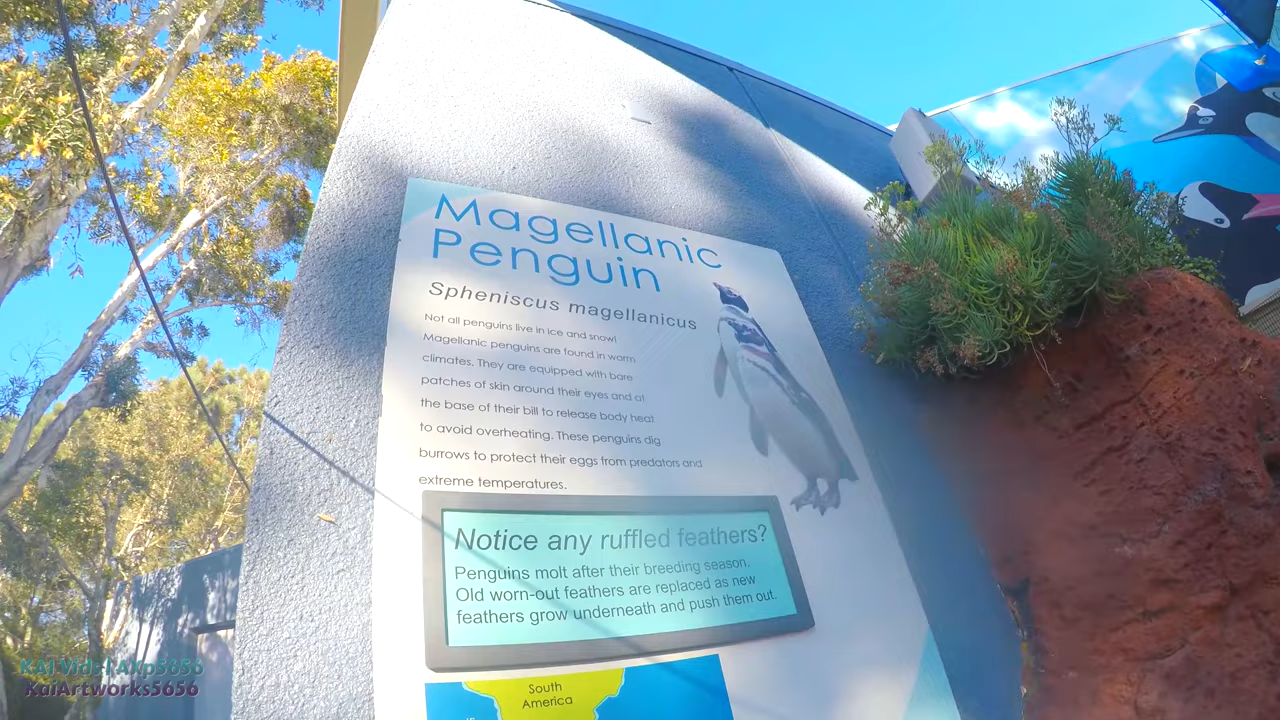 Magellanic
Penguin
Spheniscus magellanicus
Not all penguins live in ice and snow!
Magellanic penguins are found in warm
climates. They are equipped with bare
patches of skin around their eyes and at
the base of their bill to release body heat
to avoid overheating. These penguins dig
burrows to protect their eggs from predators and
extreme temperatures.
Notice any ruffled feathers?
Penguins molt after their breeding season.
Old worn-out feathers are replaced as new
feathers grow underneath and push them out.
South
America
KAI Vids | AKp5856
KaiArtworks5656